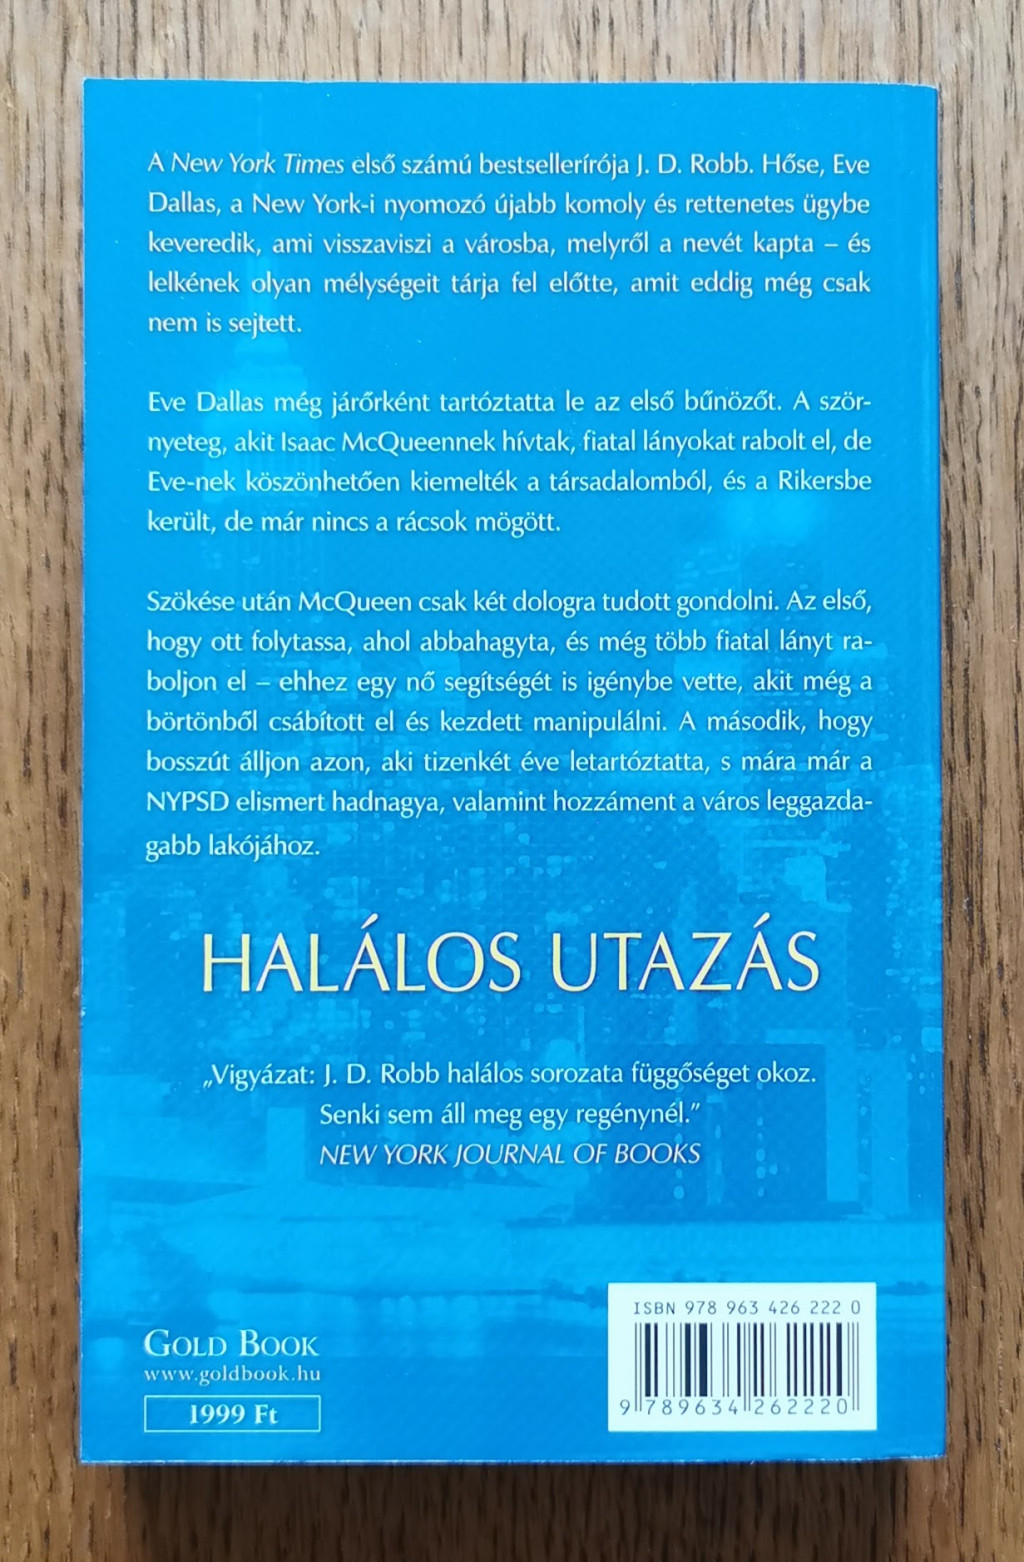 A New York Times első számú bestsellerírója J. D. Robb. Hőse, Eve
Dallas, a New York-i nyomozó újabb komoly és rettenetes ügybe
keveredik, ami visszaviszi a városba, melyről a nevét kapta – és
lelkének olyan mélységeit tárja fel előtte, amit eddig még csak
nem is sejtett.
Eve Dallas még járőrként tartóztatta le az első bűnözőt. A ször-
nyeteg, akit Isaac McQueennek hívtak, fiatal lányokat rabolt el, de
Eve-nek köszönhetően kiemelték a társadalomból, és a Rikersbe
került, de már nincs a rácsok mögött.
Szökése után McQueen csak két dologra tudott gondolni. Az első,
hogy ott folytassa, ahol abbahagyta, és még több fiatal lányt ra-
boljon el – ehhez egy nő segítségét is igénybe vette, akit még a
börtönből csábított el és kezdett manipulálni. A második, hogy
bosszút álljon azon, aki tizenkét éve letartóztatta, s mára már a
NYPSD elismert hadnagya, valamint hozzáment a város leggazda-
gabb lakójához.
HALÁLOS UTAZÁS
„Vigyázat: J. D. Robb halálos sorozata függőséget okoz.
Senki sem áll meg egy regénynél.”
NEW YORK JOURNAL OF BOOKS
GOLD BOOK
www.goldbook.hu
1999 Ft
ISBN 978 963 426 222 0
9 789634 262220